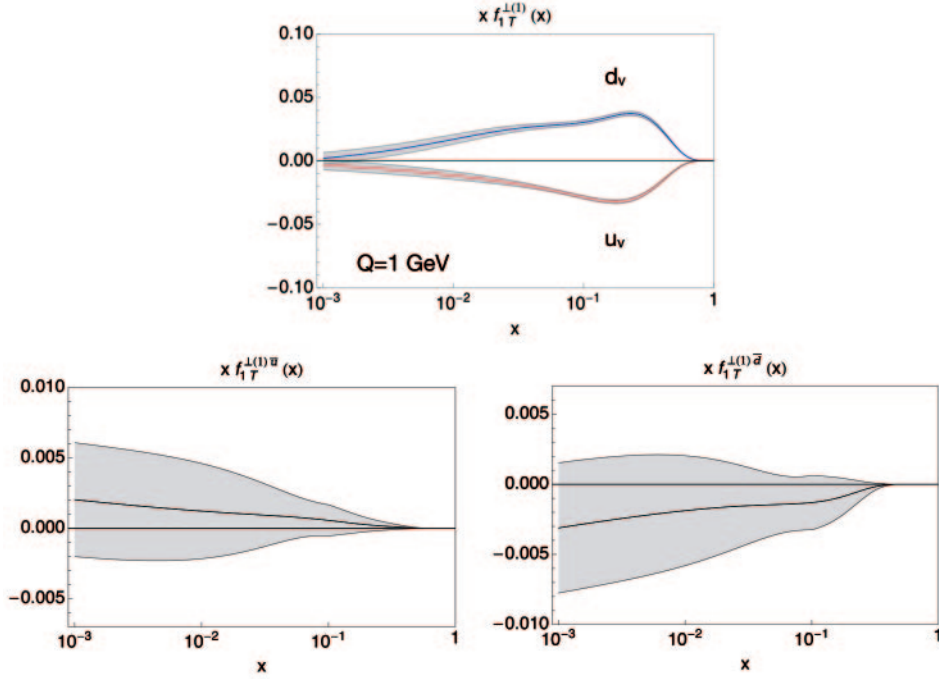 x f₁T^⊥(1) (x)
0.10
0.05
0.00
−0.05
−0.10
dᵥ
uᵥ
Q=1 GeV
10⁻³ 10⁻² 10⁻¹ 1
x
x f₁T^⊥(1) u̅ (x)
0.010
0.005
0.000
−0.005
10⁻³ 10⁻² 10⁻¹ 1
x
x f₁T^⊥(1) d̅ (x)
0.005
0.000
−0.005
−0.010
10⁻³ 10⁻² 10⁻¹ 1
x